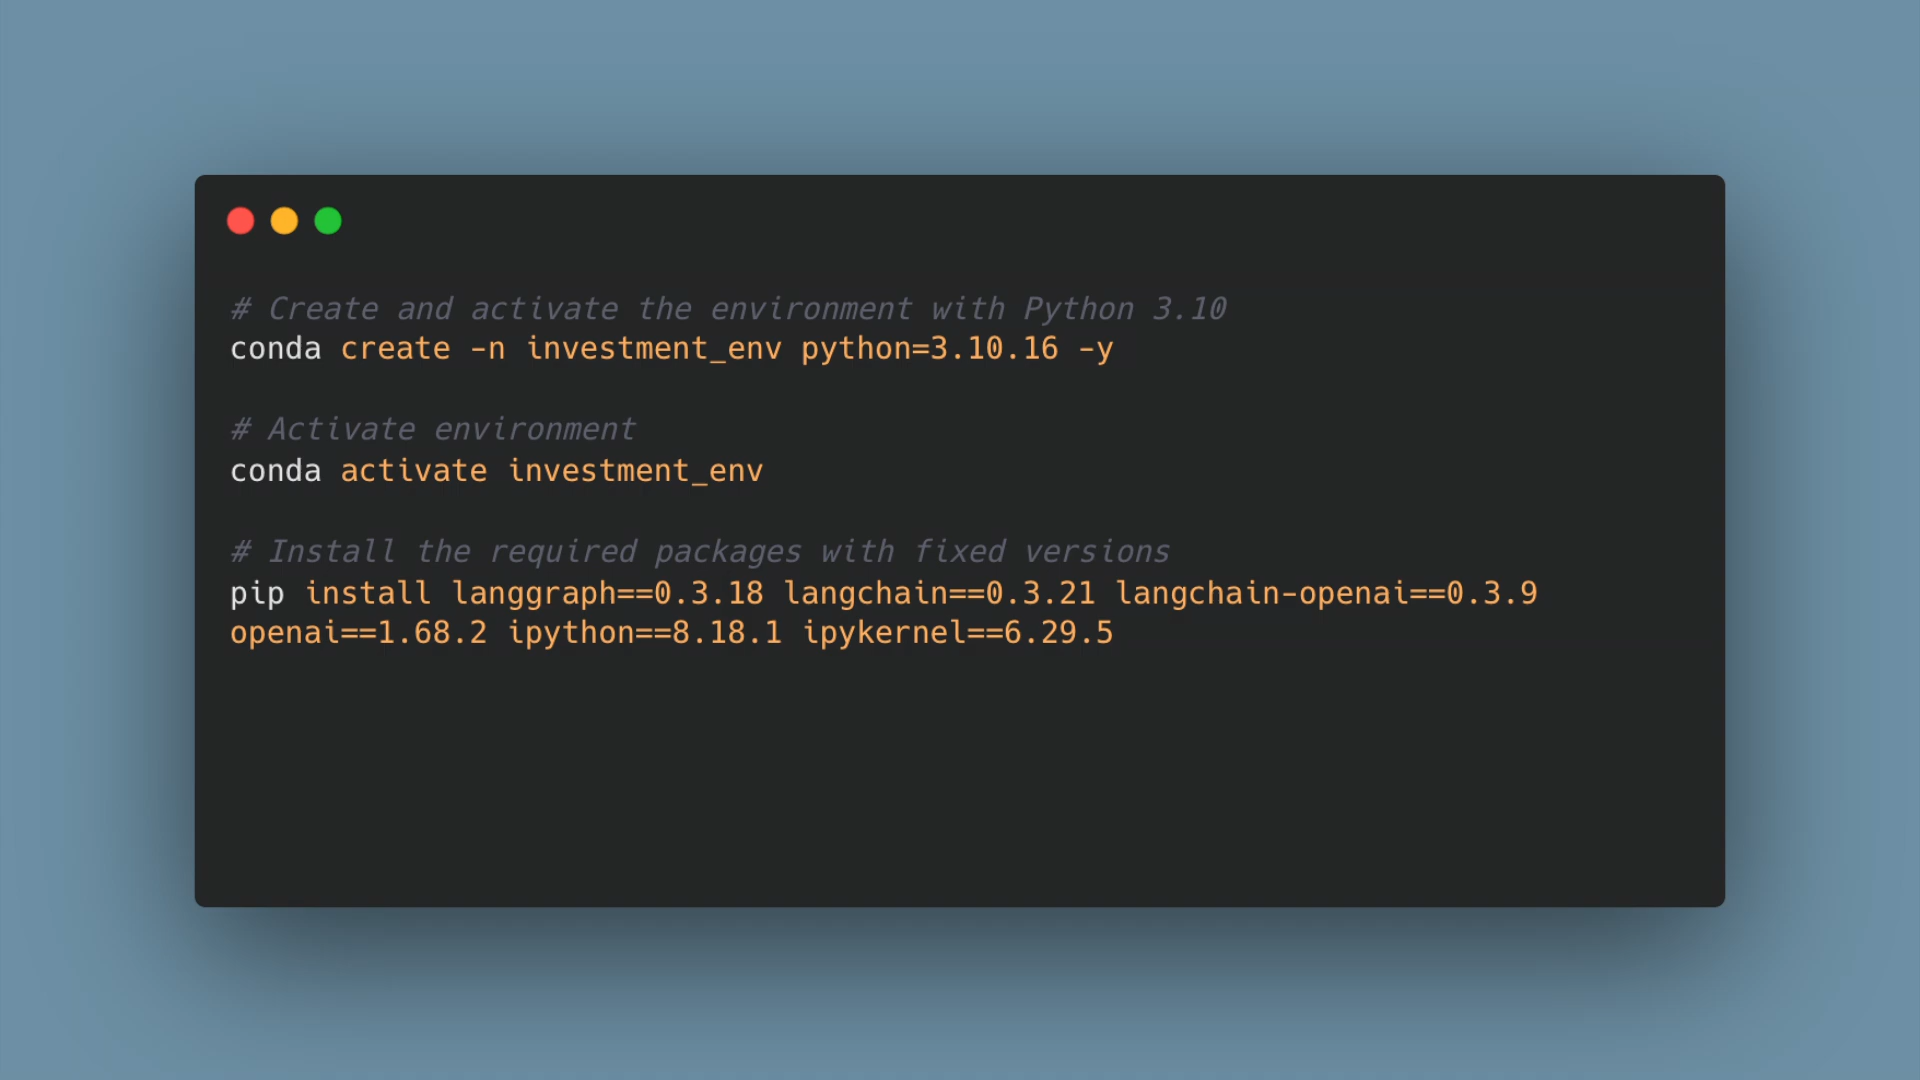 # Create and activate the environment with Python 3.10
conda create -n investment_env python=3.10.16 -y
# Activate environment
conda activate investment_env
# Install the required packages with fixed versions
pip install langgraph==0.3.18 langchain==0.3.21 langchain-openai==0.3.9
openai==1.68.2 ipython==8.18.1 ipykernel==6.29.5